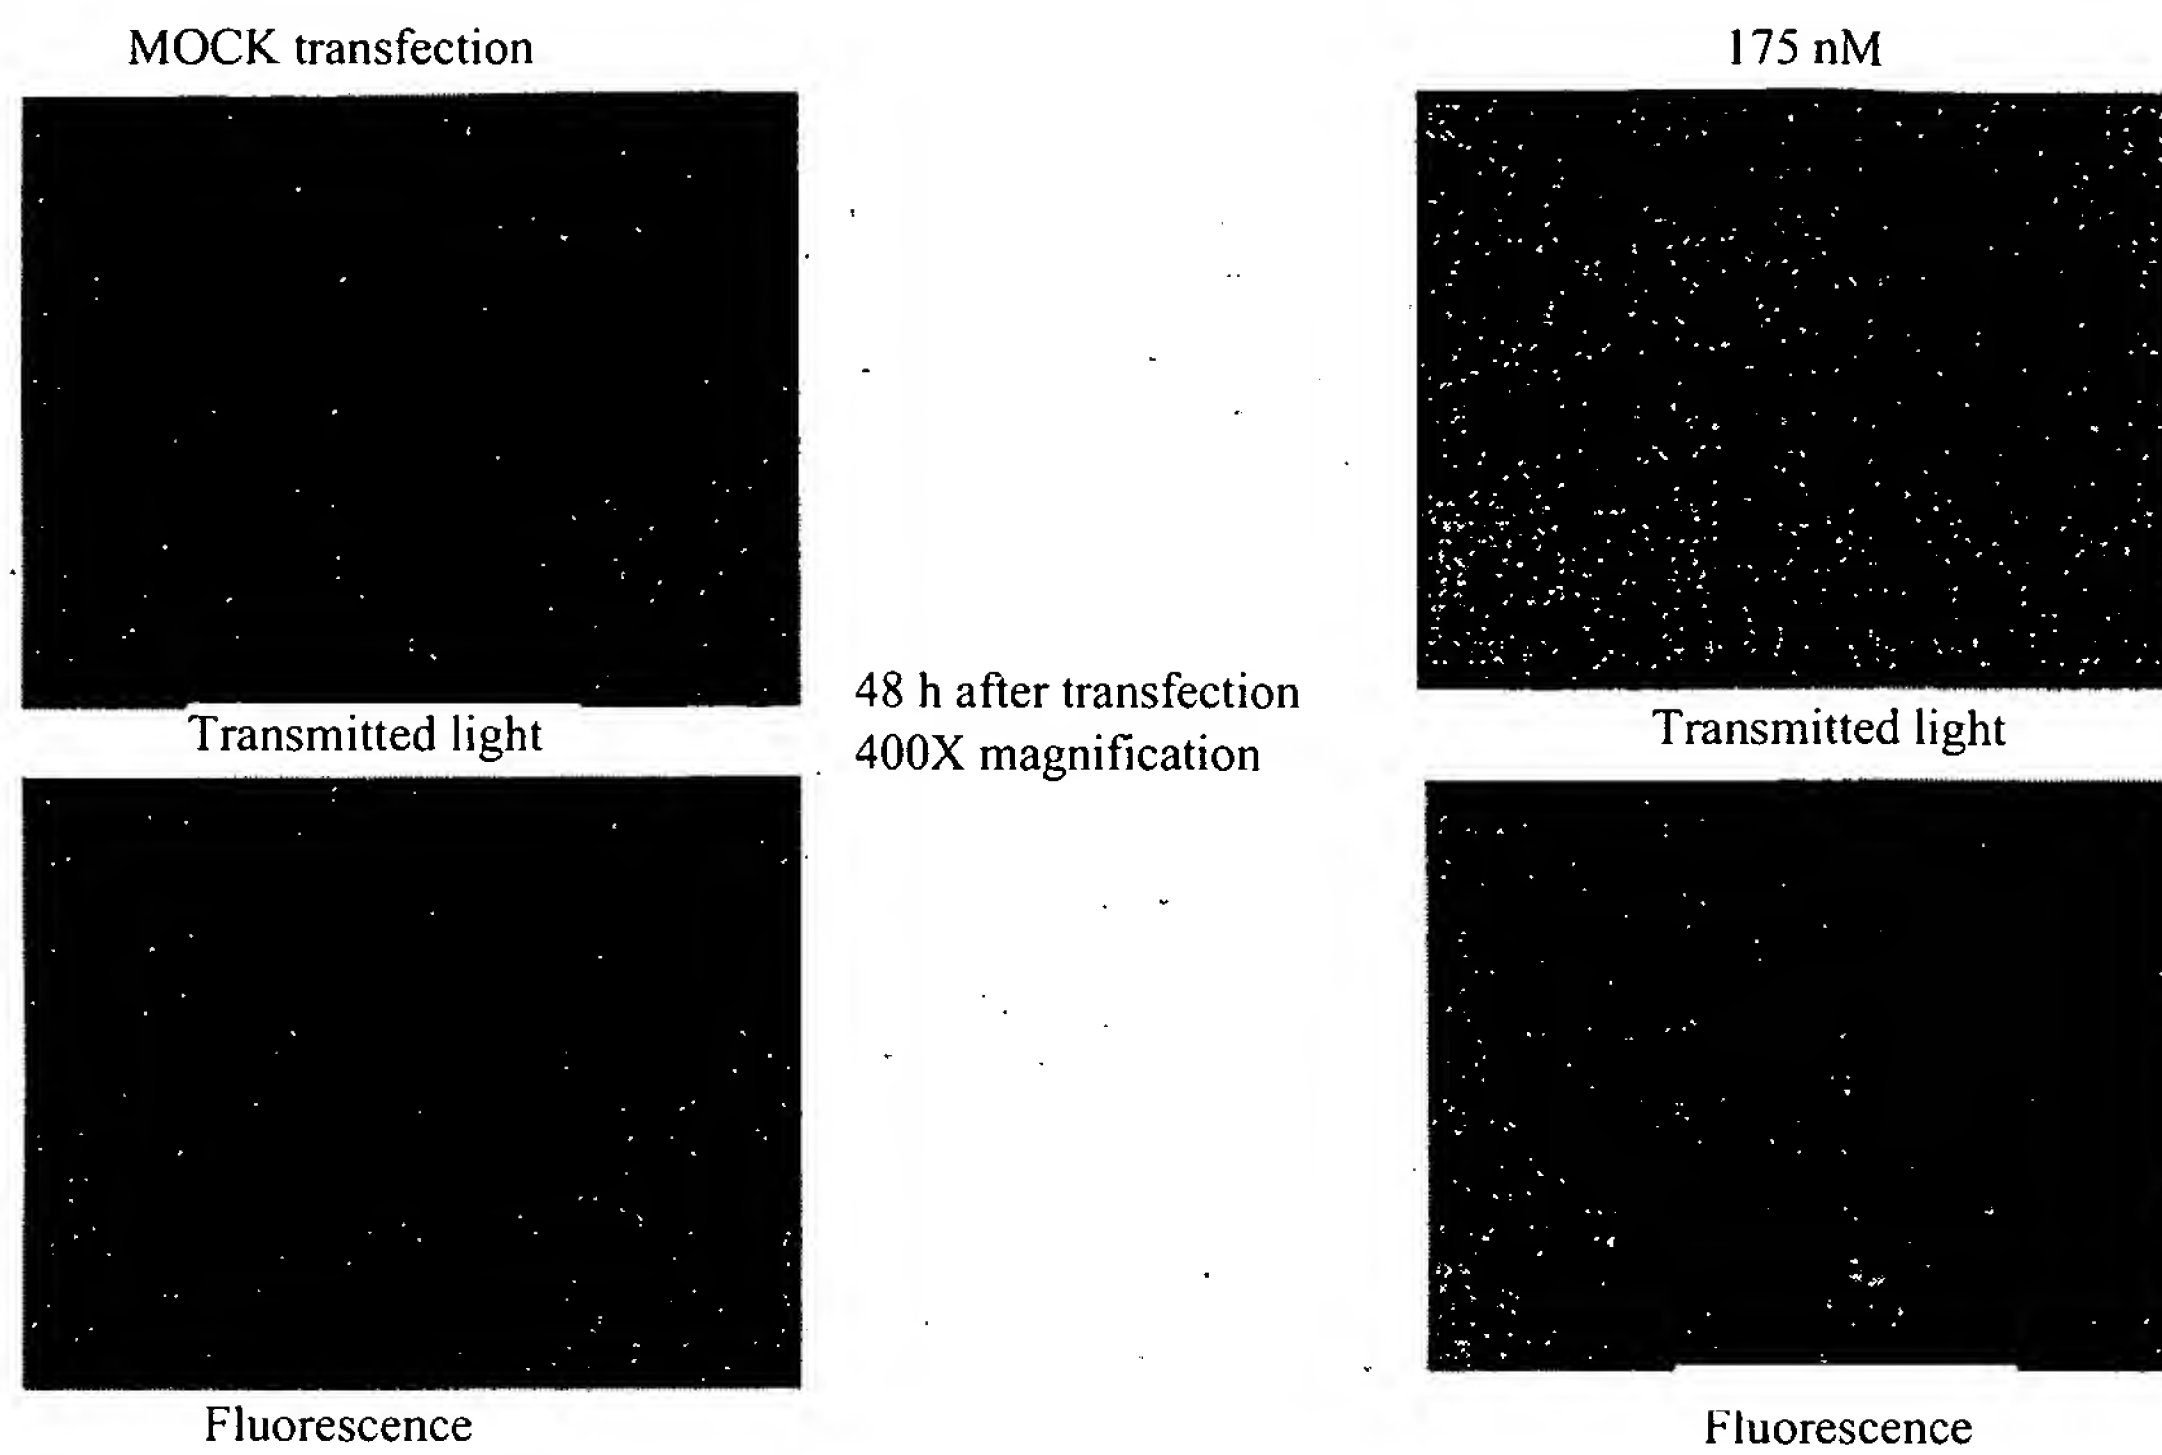 MOCK transfection
175 nM
Transmitted light
48 h after transfection
400X magnification
Transmitted light
Fluorescence
Fluorescence